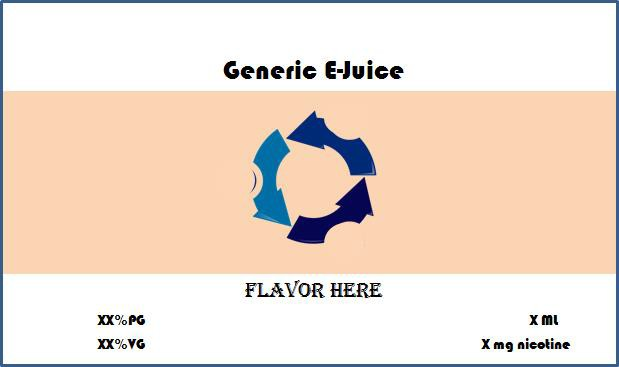 Generic E-Juice
FLAVOR HERE
XX%PG
X ML
XX%VG
X mg nicotine